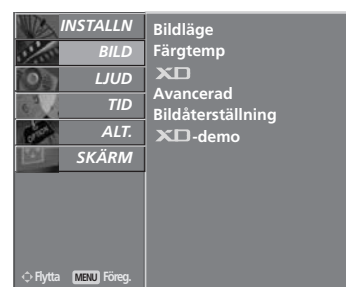 INSTALLN
BILD
LJUD
TID
ALT.
SKÄRM
Bildläge
Färgtemp
XD
Avancerad
Bildåterställning
XD-demo
Flytta MENU Föreg.